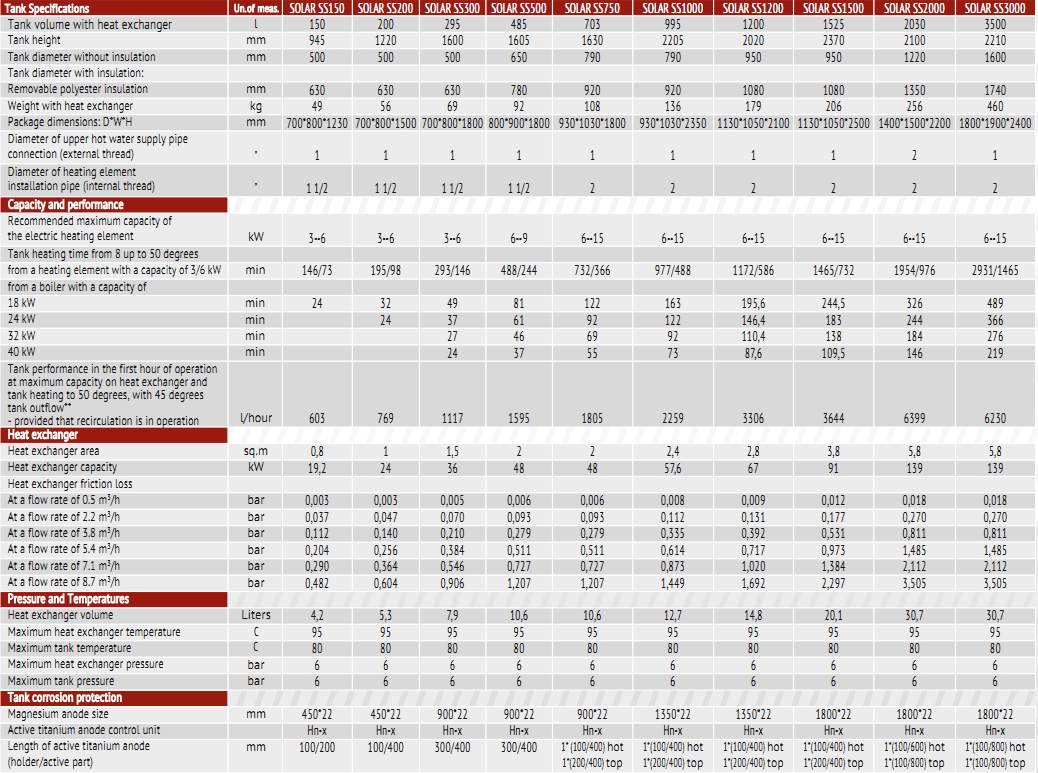 Tank Specifications Un.of meas. SOLAR SS150 SOLAR SS200 SOLAR SS300 SOLAR SS500 SOLAR SS750 SOLAR SS1000 SOLAR SS1200 SOLAR SS1500 SOLAR SS2000 SOLAR SS3000
Tank volume with heat exchanger l 150 200 295 485 703 995 1200 1525 2030 3500
Tank height mm 945 1220 1600 1605 1630 2205 2020 2370 2100 2210
Tank diameter without insulation mm 500 500 500 650 790 790 950 950 1220 1600
Tank diameter with insulation:
Removable polyester insulation mm 630 630 630 780 920 920 1080 1080 1350 1740
Weight with heat exchanger kg 49 56 69 92 108 136 179 206 256 460
Package dimensions: D*W*H mm 700*800*1230 700*800*1500 700*800*1800 800*900*1800 930*1030*1800 930*1030*2350 1130*1050*2100 1130*1050*2500 1400*1500*2200 1800*1900*2400
Diameter of upper hot water supply pipe
connection (external thread) " 1 1 1 1 1 1 1 1 2 1
Diameter of heating element
installation pipe (internal thread) " 1 1/2 1 1/2 1 1/2 1 1/2 2 2 2 2 2 2
Capacity and performance
Recommended maximum capacity of
the electric heating element kW 3--6 3--6 3--6 6--9 6--15 6--15 6--15 6--15 6--15 6--15
Tank heating time from 8 up to 50 degrees
from a heating element with a capacity of 3/6 kW min 146/73 195/98 293/146 488/244 732/366 977/488 1172/586 1465/732 1954/976 2931/1465
from a boiler with a capacity of
18 kW min 24 32 49 81 122 163 195,6 244,5 326 489
24 kW min 24 37 61 92 122 146,4 183 244 366
32 kW min 27 46 69 92 110,4 138 184 276
40 kW min 24 37 55 73 87,6 109,5 146 219
Tank performance in the first hour of operation
at maximum capacity on heat exchanger and
tank heating to 50 degrees, with 45 degrees
tank outflow**
- provided that recirculation is in operation l/hour 603 769 1117 1595 1805 2259 3306 3644 6399 6230
Heat exchanger
Heat exchanger area sq.m 0,8 1 1,5 2 2 2,4 2,8 3,8 5,8 5,8
Heat exchanger capacity kW 19,2 24 36 48 48 57,6 67 91 139 139
Heat exchanger friction loss
At a flow rate of 0.5 m³/h bar 0,003 0,003 0,005 0,006 0,006 0,008 0,009 0,012 0,018 0,018
At a flow rate of 2.2 m³/h bar 0,037 0,047 0,070 0,093 0,093 0,112 0,131 0,177 0,270 0,270
At a flow rate of 3.8 m³/h bar 0,112 0,140 0,210 0,279 0,279 0,335 0,392 0,531 0,811 0,811
At a flow rate of 5.4 m³/h bar 0,204 0,256 0,384 0,511 0,511 0,614 0,717 0,973 1,485 1,485
At a flow rate of 7.1 m³/h bar 0,290 0,364 0,546 0,727 0,727 0,873 1,020 1,384 2,112 2,112
At a flow rate of 8.7 m³/h bar 0,482 0,604 0,906 1,207 1,207 1,449 1,692 2,297 3,505 3,505
Pressure and Temperatures
Heat exchanger volume Liters 4,2 5,3 7,9 10,6 10,6 12,7 14,8 20,1 30,7 30,7
Maximum heat exchanger temperature C 95 95 95 95 95 95 95 95 95 95
Maximum tank temperature C 80 80 80 80 80 80 80 80 80 80
Maximum heat exchanger pressure bar 6 6 6 6 6 6 6 6 6 6
Maximum tank pressure bar 6 6 6 6 6 6 6 6 6 6
Tank corrosion protection
Magnesium anode size mm 450*22 450*22 900*22 900*22 900*22 1350*22 1350*22 1800*22 1800*22 1800*22
Active titanium anode control unit Hn-x Hn-x Hn-x Hn-x Hn-x Hn-x Hn-x Hn-x Hn-x Hn-x
Length of active titanium anode mm 100/200 100/400 300/400 300/400 1*(100/400) hot 1*(100/400) hot 1*(100/400) hot 1*(100/400) hot 1*(100/600) hot 1*(100/800) hot
(holder/active part) 1*(200/400) top 1*(200/400) top 1*(200/400) top 1*(200/400) top 1*(100/800) top 1*(100/800) top